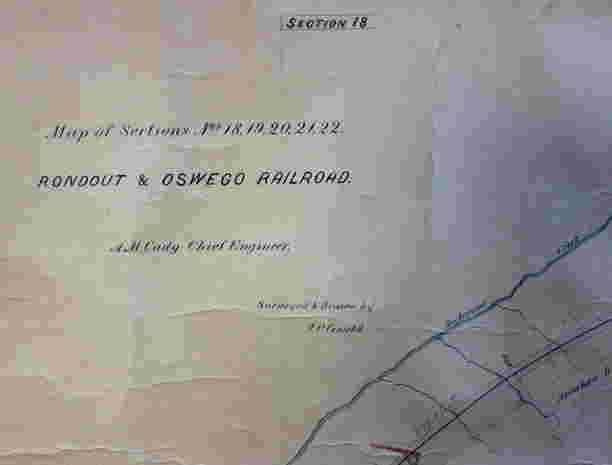 SECTION 18
Map of Sections Nos 18,19,20,21,22.
RONDOUT & OSWEGO RAILROAD.
A.M. Cady Chief Engineer,
Surveyed & Drawn by